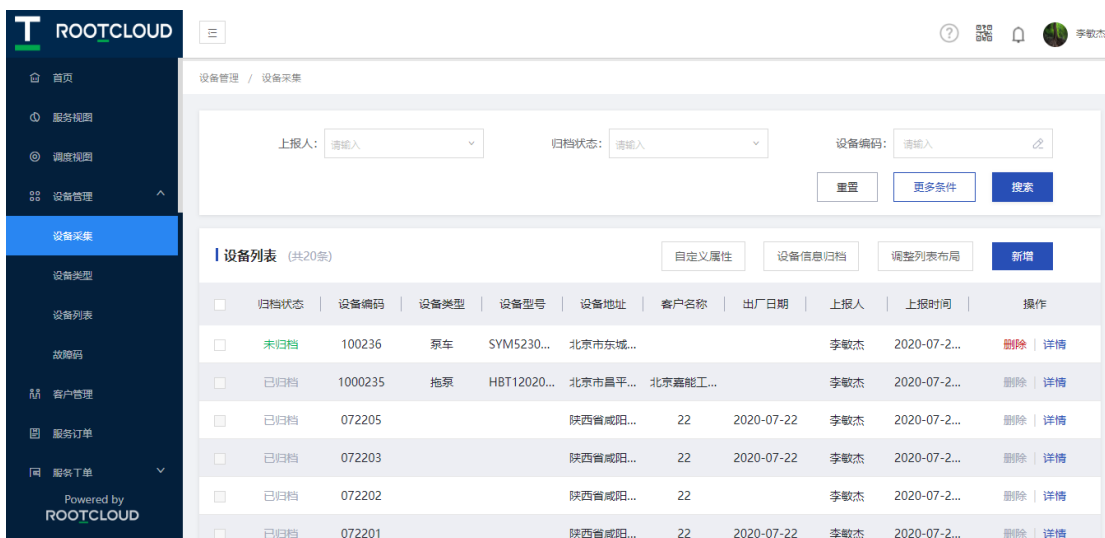 ROOTCLOUD
李敏杰
首页
服务视图
调度视图
设备管理
设备采集
设备类型
设备列表
故障码
客户管理
服务订单
服务工单
Powered by
ROOTCLOUD
设备管理 / 设备采集
上报人: 请输入 归档状态: 请输入 设备编码: 请输入
重置 更多条件 搜索
设备列表 (共20条) 自定义属性 设备信息归档 调整列表布局 新增
归档状态 设备编码 设备类型 设备型号 设备地址 客户名称 出厂日期 上报人 上报时间 操作
未归档 100236 泵车 SYM5230... 北京市东城... 李敏杰 2020-07-2... 删除 详情
已归档 1000235 拖泵 HBT12020... 北京市昌平... 北京嘉能工... 李敏杰 2020-07-2... 删除 详情
已归档 072205 陕西省咸阳... 22 2020-07-22 李敏杰 2020-07-2... 删除 详情
已归档 072203 陕西省咸阳... 22 2020-07-22 李敏杰 2020-07-2... 删除 详情
已归档 072202 陕西省咸阳... 22 李敏杰 2020-07-2... 删除 详情
已归档 072201 陕西省咸阳... 22 2020-07-22 李敏杰 2020-07-2... 删除 详情